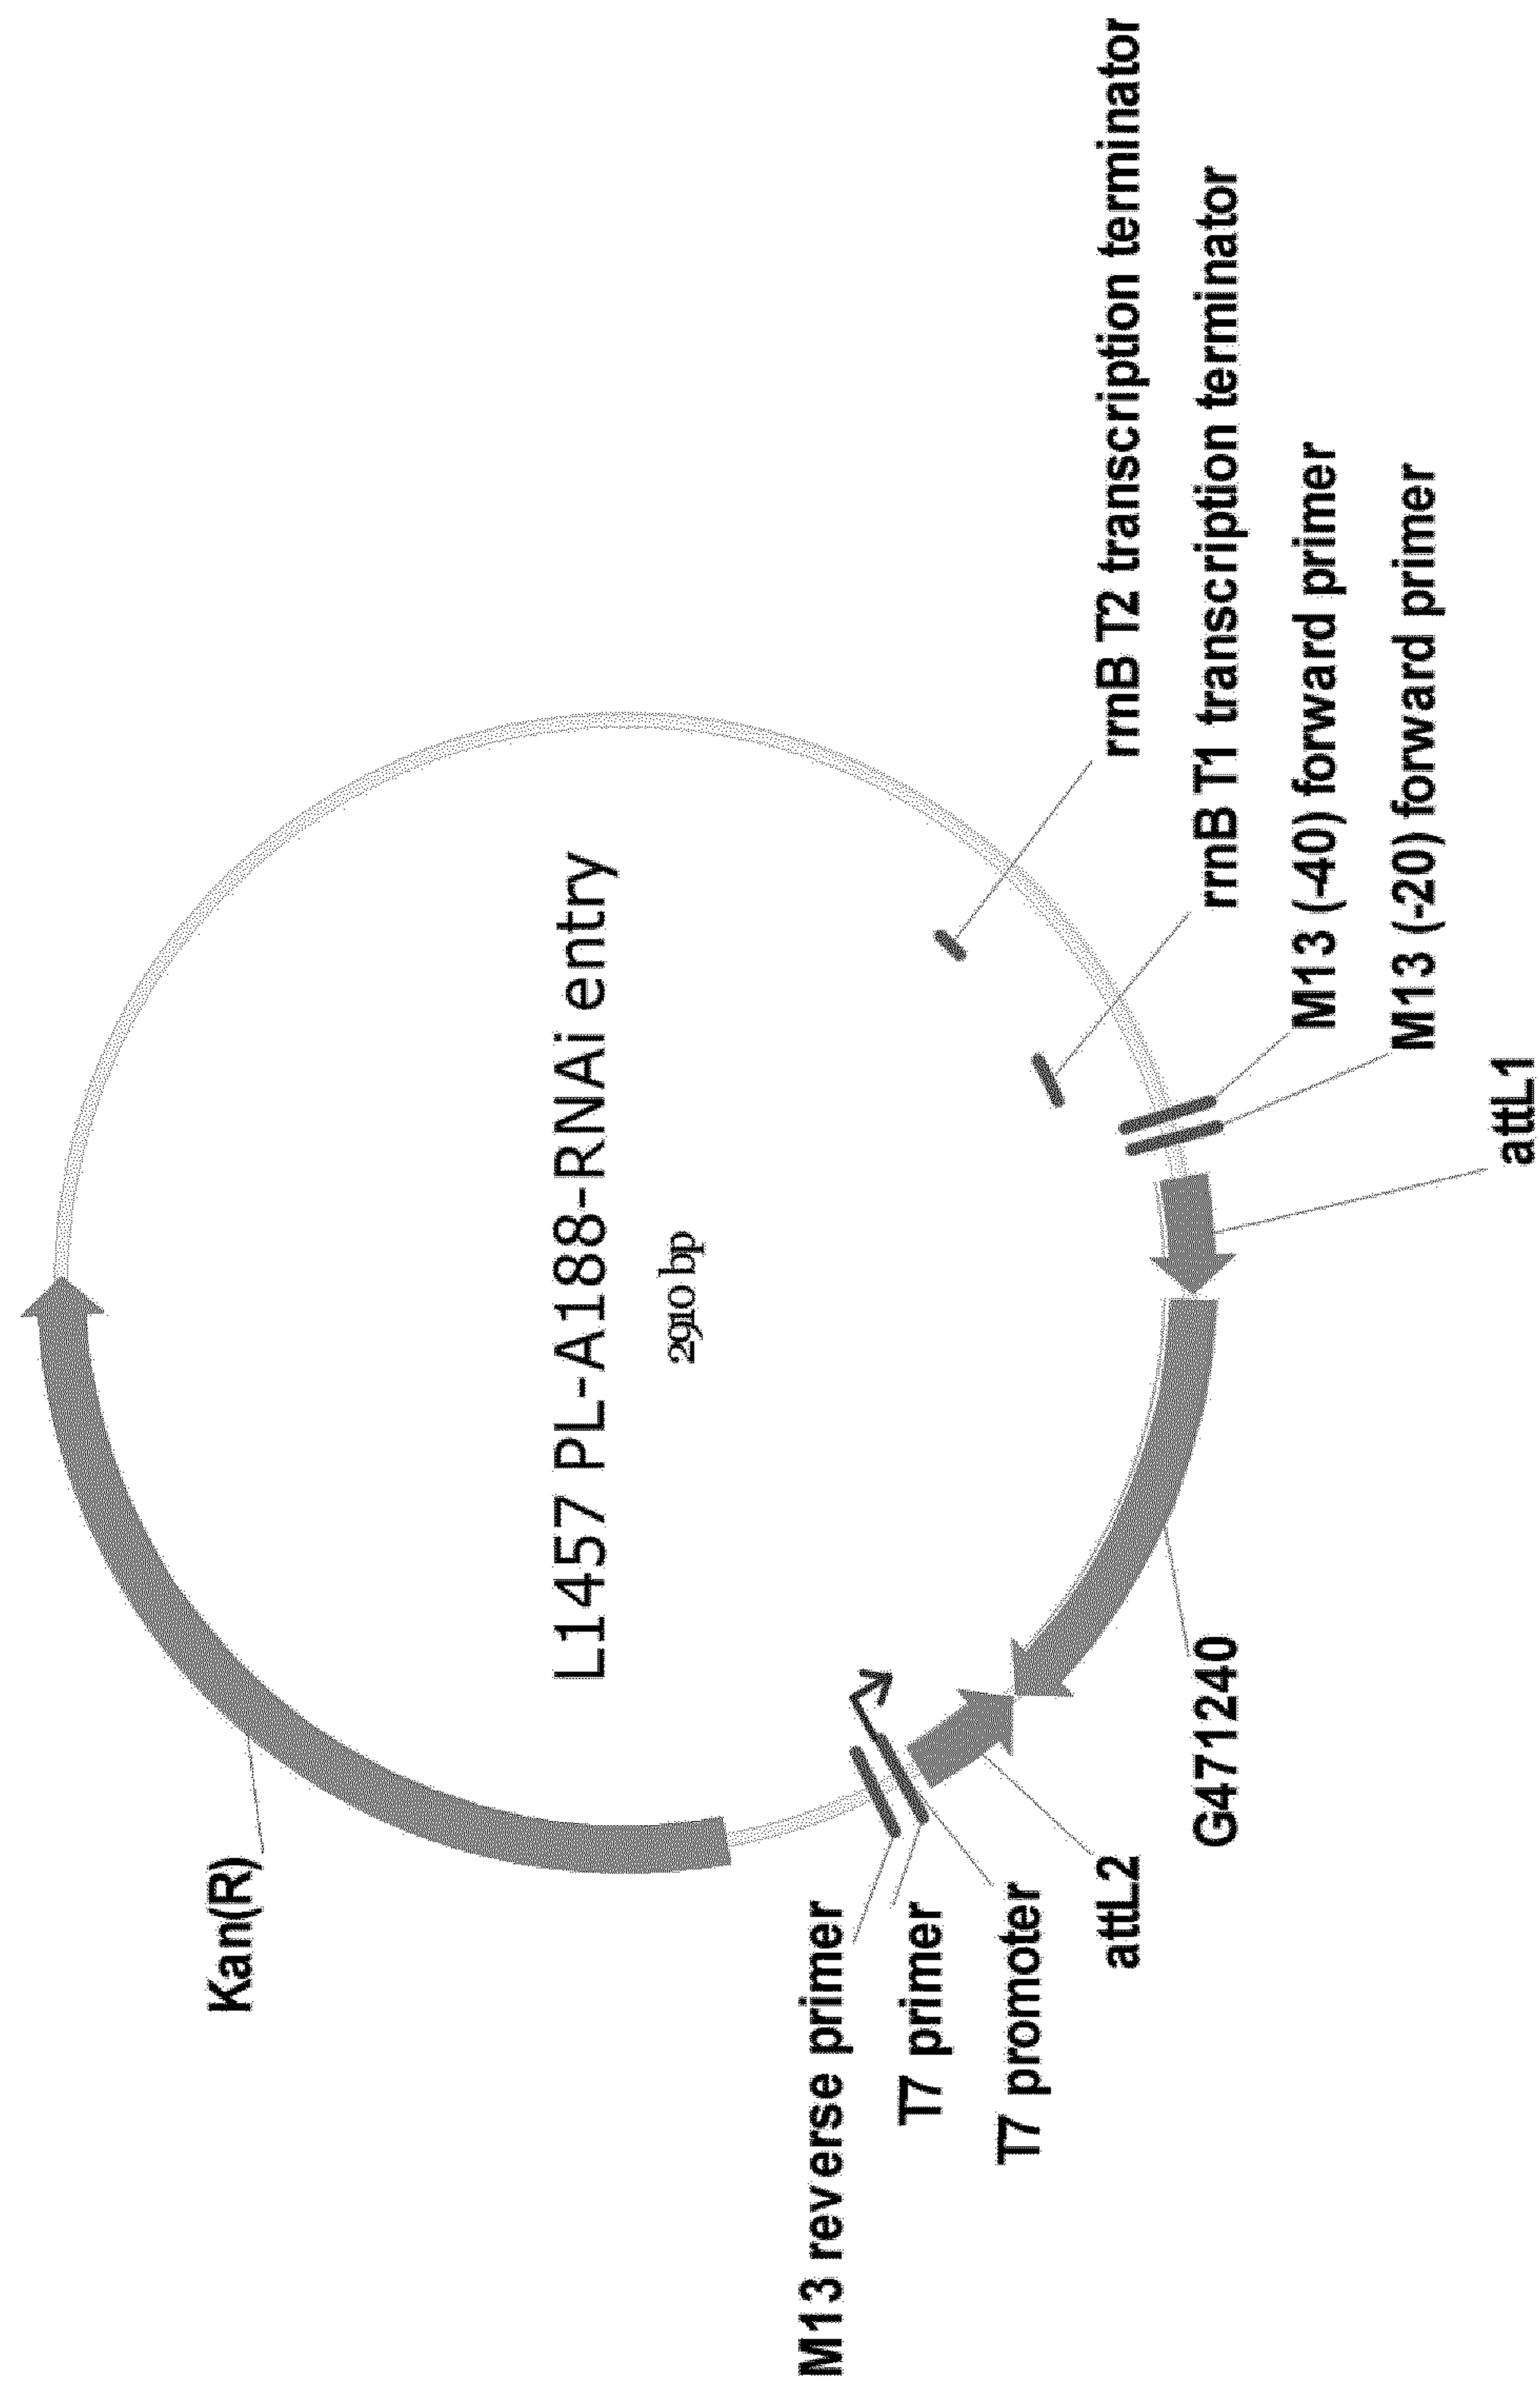 rrnB T2 transcription terminator
rrnB T1 transcription terminator
M13 (-40) forward primer
M13 (-20) forward primer
attL1
L1457 PL-A188-RNAi entry
2910 bp
Kan(R)
M13 reverse primer
T7 primer
T7 promoter
attL2
G471240